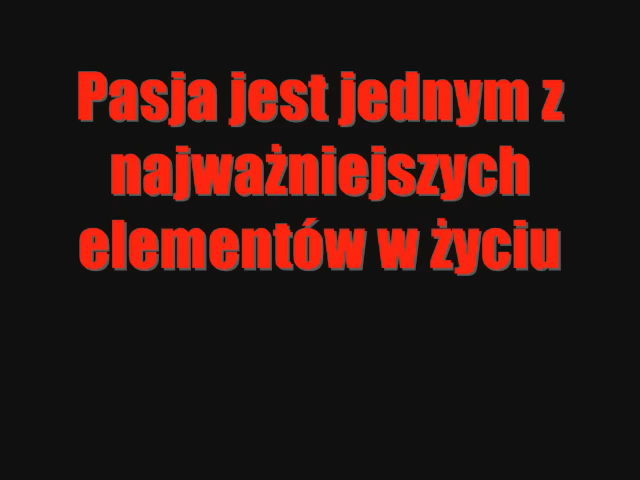 Pasja jest jednym z
najważniejszych
elementów w życiu